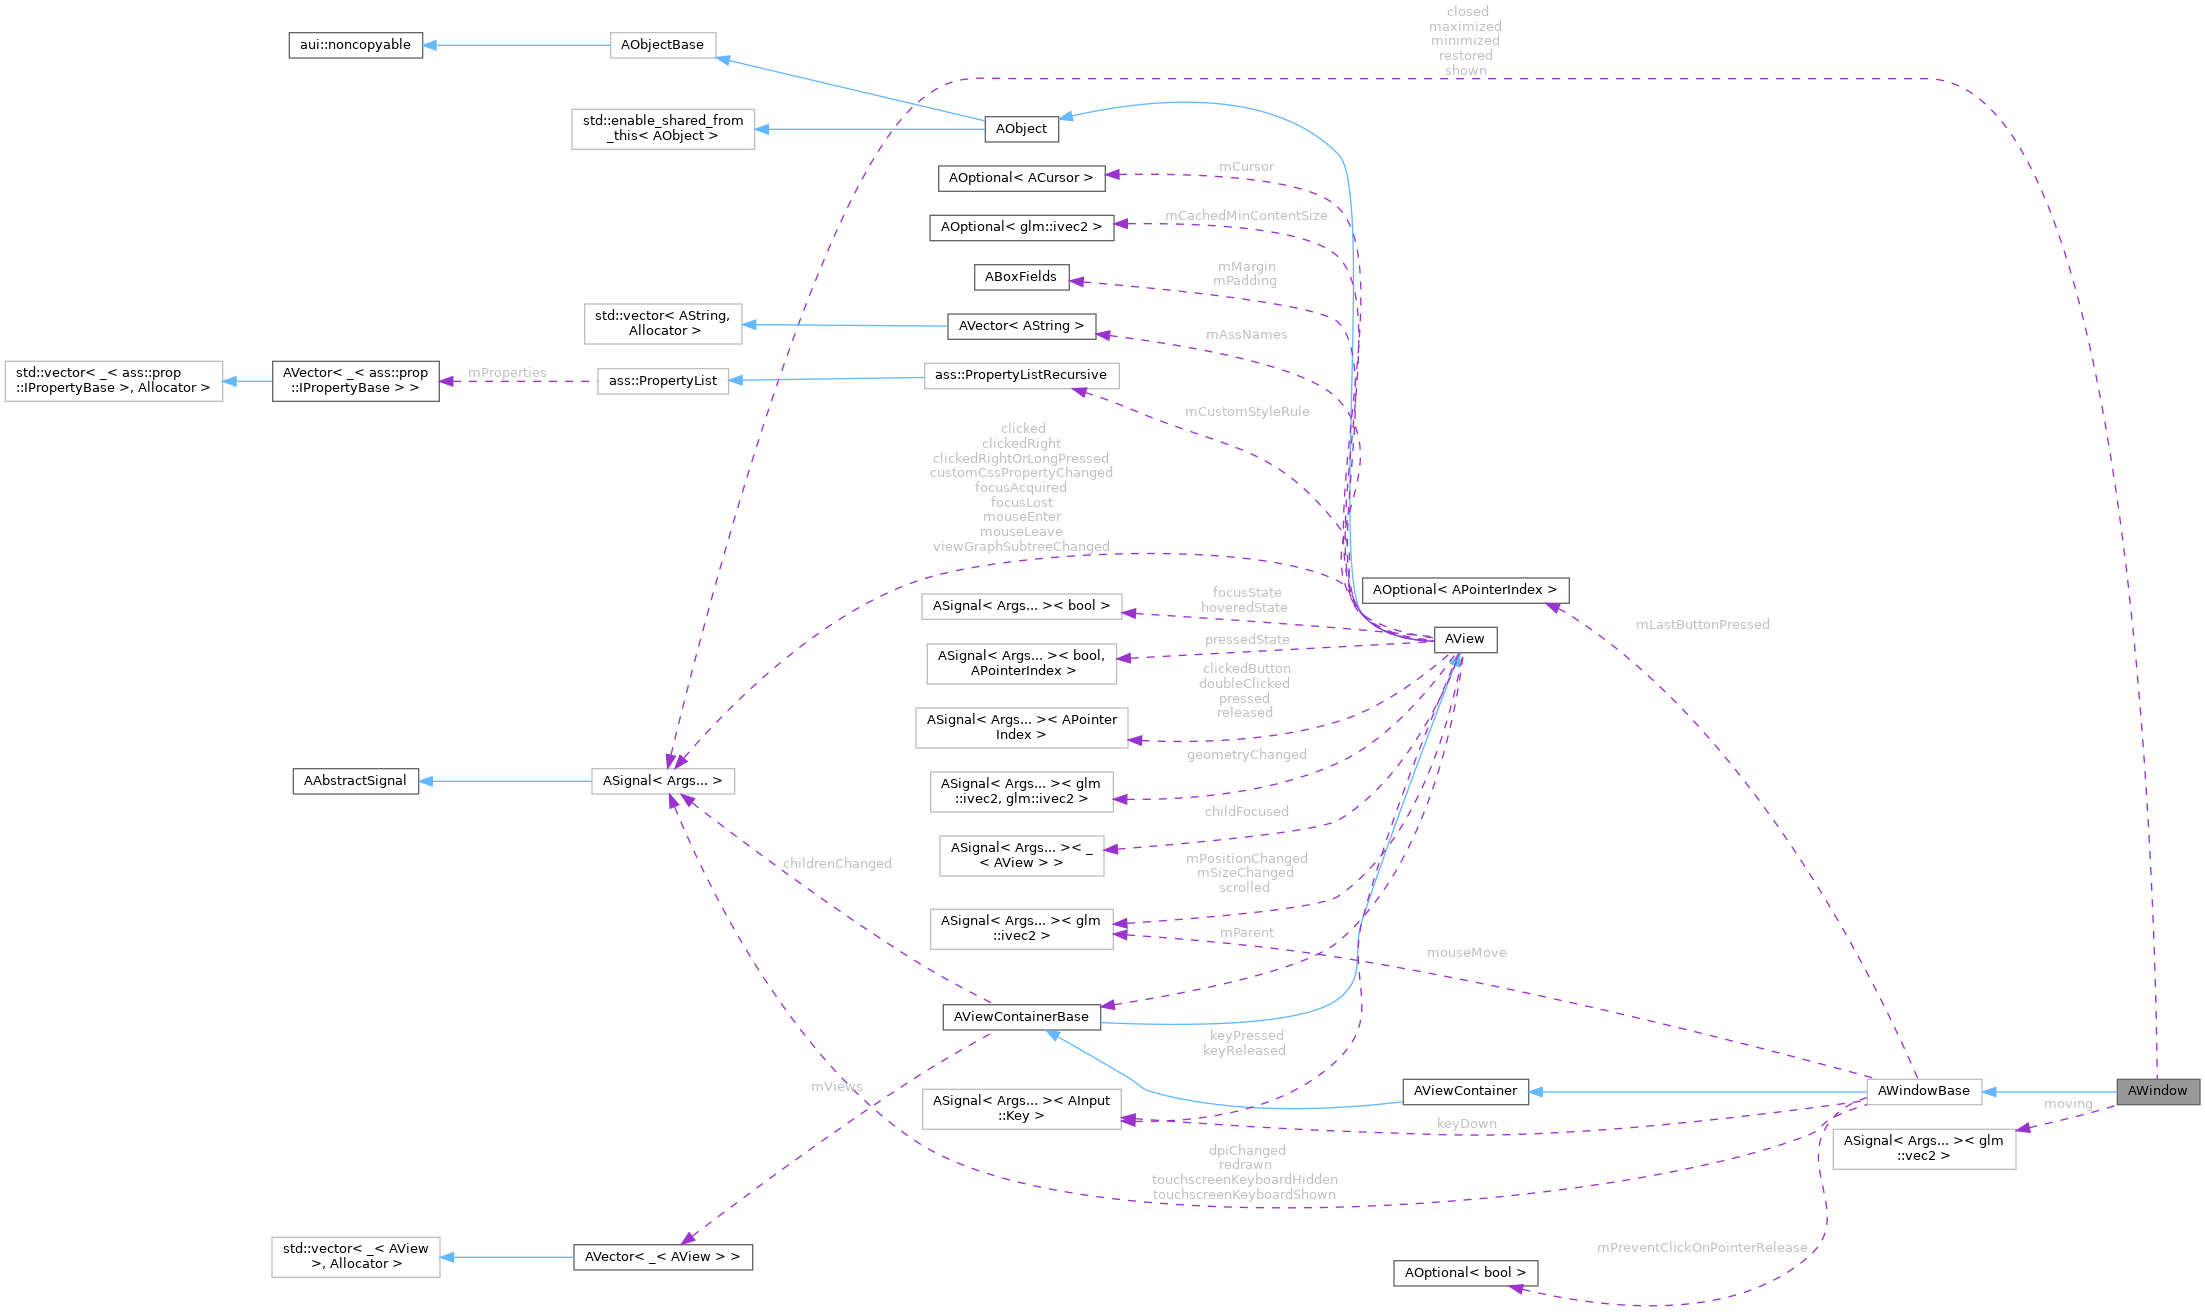 closed
maximized
minimized
restored
shown
aui::noncopyable
AObjectBase
std::enable_shared_from
_this< AObject >
AObject
mCursor
AOptional< ACursor >
mCachedMinContentSize
AOptional< glm::ivec2 >
mMargin
mPadding
ABoxFields
std::vector< AString,
Allocator >
AVector< AString >
mAssNames
std::vector< _< ass::prop
::IPropertyBase >, Allocator >
AVector< _< ass::prop
::IPropertyBase > >
mProperties
ass::PropertyList
ass::PropertyListRecursive
mCustomStyleRule
clicked
clickedRight
clickedRightOrLongPressed
customCssPropertyChanged
focusAcquired
focusLost
mouseEnter
mouseLeave
viewGraphSubtreeChanged
AOptional< APointerIndex >
ASignal< Args... >< bool >
focusState
hoveredState
mLastButtonPressed
AView
pressedState
ASignal< Args... >< bool,
APointerIndex >
clickedButton
doubleClicked
pressed
released
ASignal< Args... >< APointer
Index >
geometryChanged
AAbstractSignal
ASignal< Args... >
ASignal< Args... >< glm
::ivec2, glm::ivec2 >
childFocused
ASignal< Args... >< _
< AView > >
childrenChanged
mPositionChanged
mSizeChanged
scrolled
ASignal< Args... >< glm
::ivec2 >
mParent
mouseMove
AViewContainerBase
keyPressed
keyReleased
mViews
ASignal< Args... >< AInput
::Key >
AViewContainer
AWindowBase
AWindow
moving
keyDown
ASignal< Args... >< glm
::vec2 >
dpiChanged
redrawn
touchscreenKeyboardHidden
touchscreenKeyboardShown
std::vector< _< AView
>, Allocator >
AVector< _< AView > >
mPreventClickOnPointerRelease
AOptional< bool >